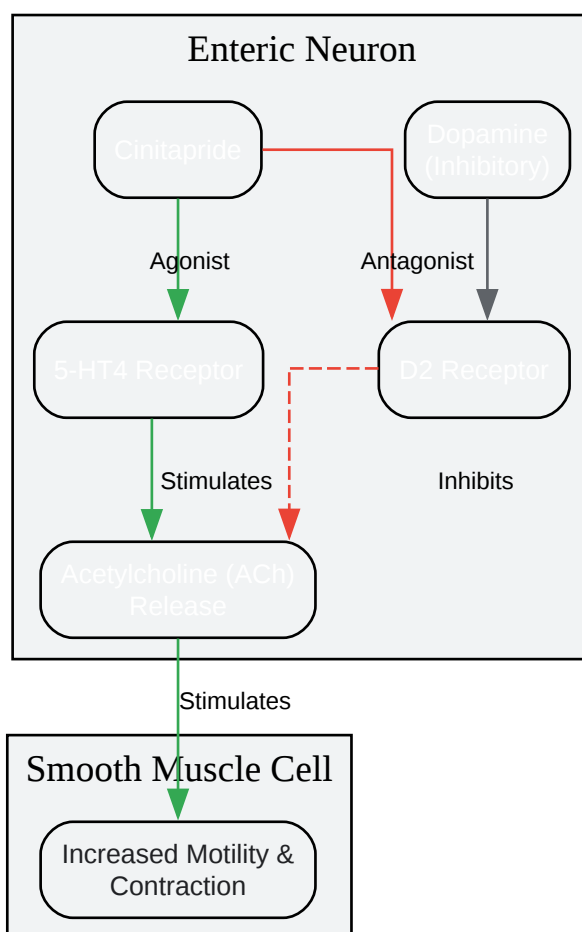 Enteric Neuron
Cinitapride
Dopamine
(Inhibitory)
Agonist
Antagonist
5-HT4 Receptor
D2 Receptor
Stimulates
Inhibits
Acetylcholine (ACh)
Release
Stimulates
Smooth Muscle Cell
Increased Motility &
Contraction